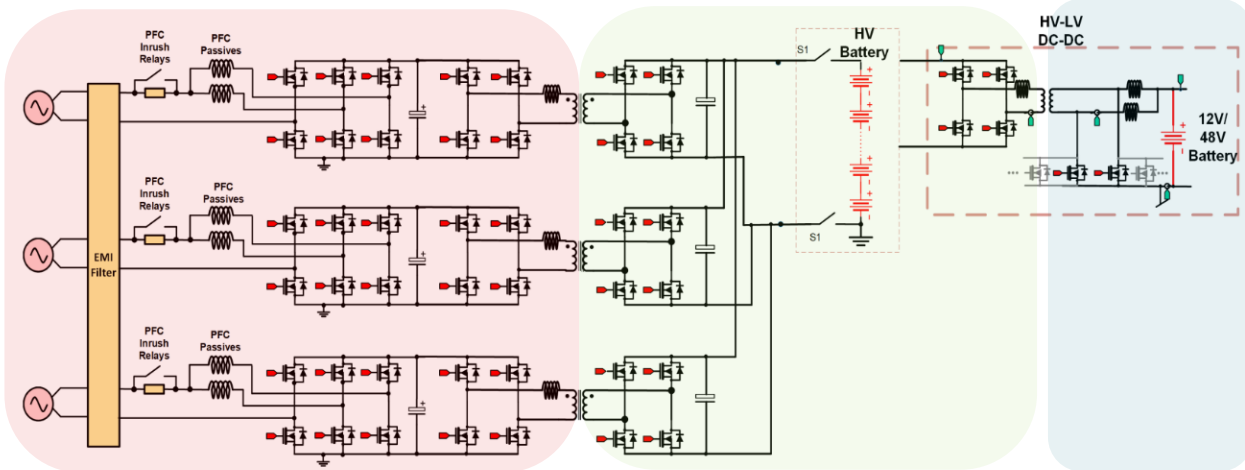 HV-LV
DC-DC
PFC
Inrush
Relays
PFC
Passives
S1
HV
Battery
+
-
+
-
+
-
+
-
+
12V/
48V
Battery
+
-
...
...
PFC
Inrush
Relays
PFC
Passives
S1
EMI
Filter
+
PFC
Inrush
Relays
PFC
Passives
+